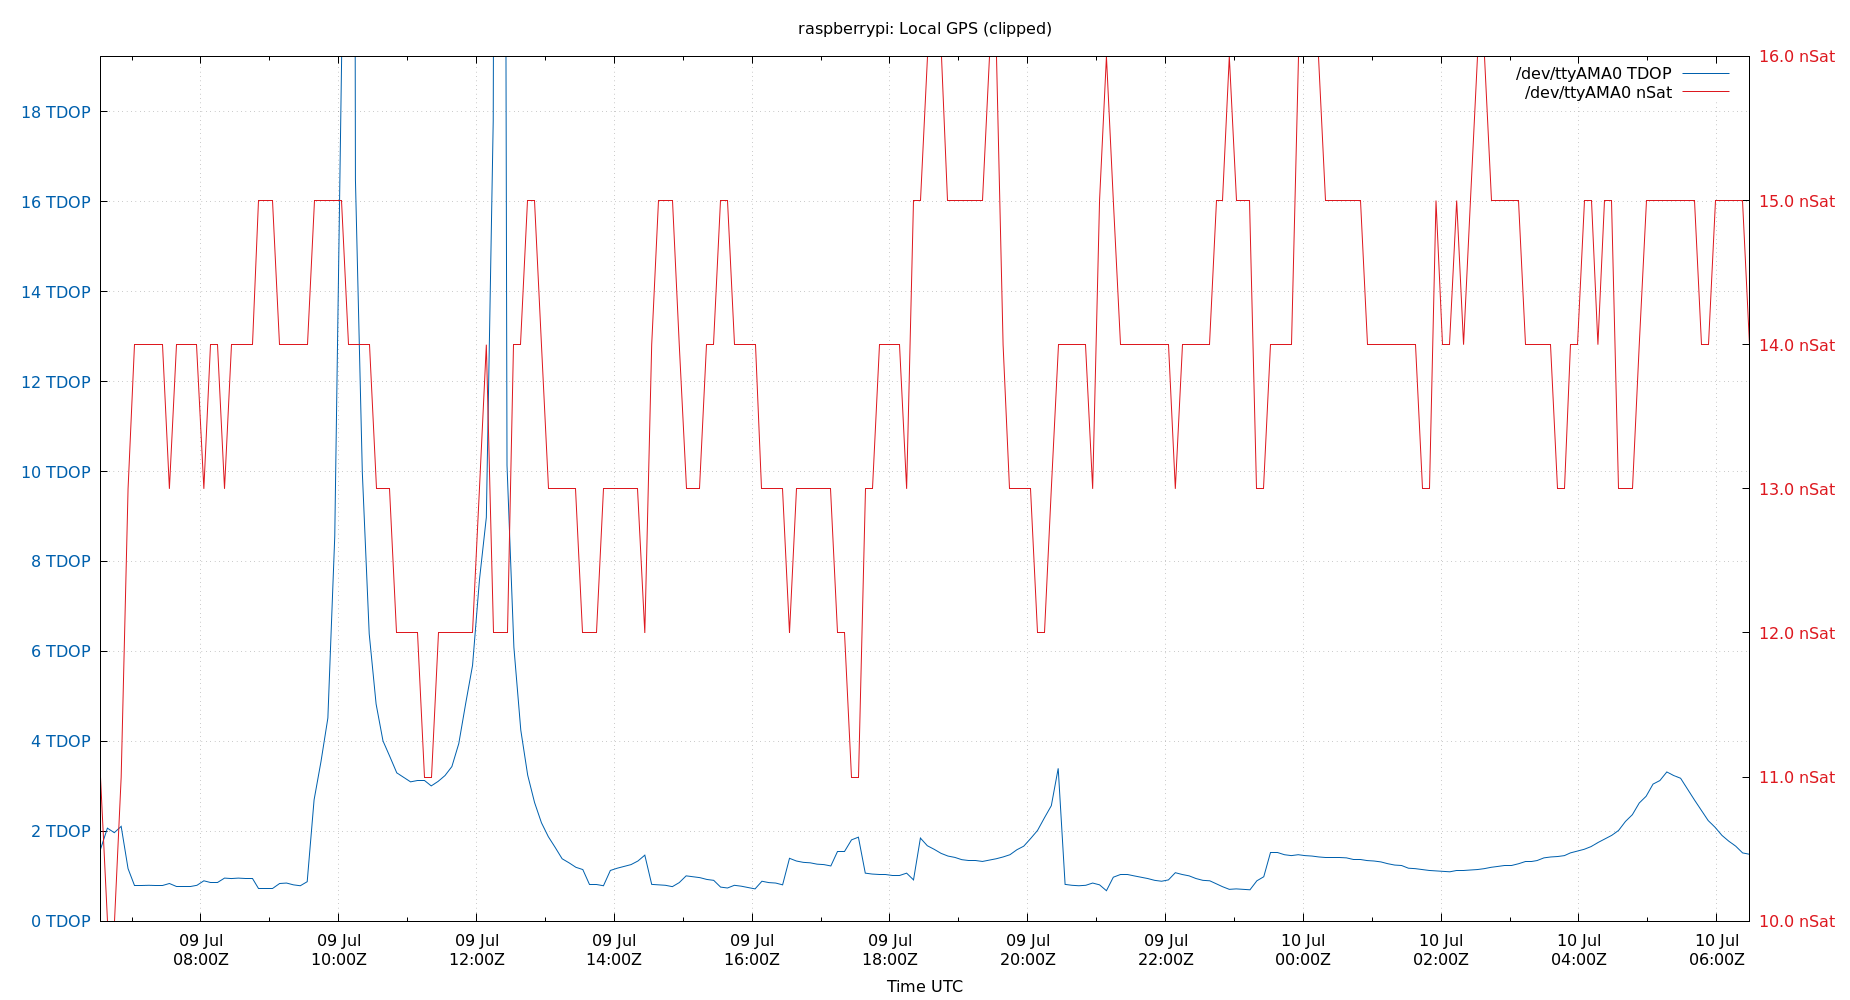 raspberrypi: Local GPS (clipped)
/dev/ttyAMA0 TDOP
/dev/ttyAMA0 nSat
18 TDOP
16 TDOP
14 TDOP
12 TDOP
10 TDOP
8 TDOP
6 TDOP
4 TDOP
2 TDOP
0 TDOP
16.0 nSat
15.0 nSat
14.0 nSat
13.0 nSat
12.0 nSat
11.0 nSat
10.0 nSat
09 Jul
08:00Z
09 Jul
10:00Z
09 Jul
12:00Z
09 Jul
14:00Z
09 Jul
16:00Z
09 Jul
18:00Z
09 Jul
20:00Z
09 Jul
22:00Z
10 Jul
00:00Z
10 Jul
02:00Z
10 Jul
04:00Z
10 Jul
06:00Z
Time UTC